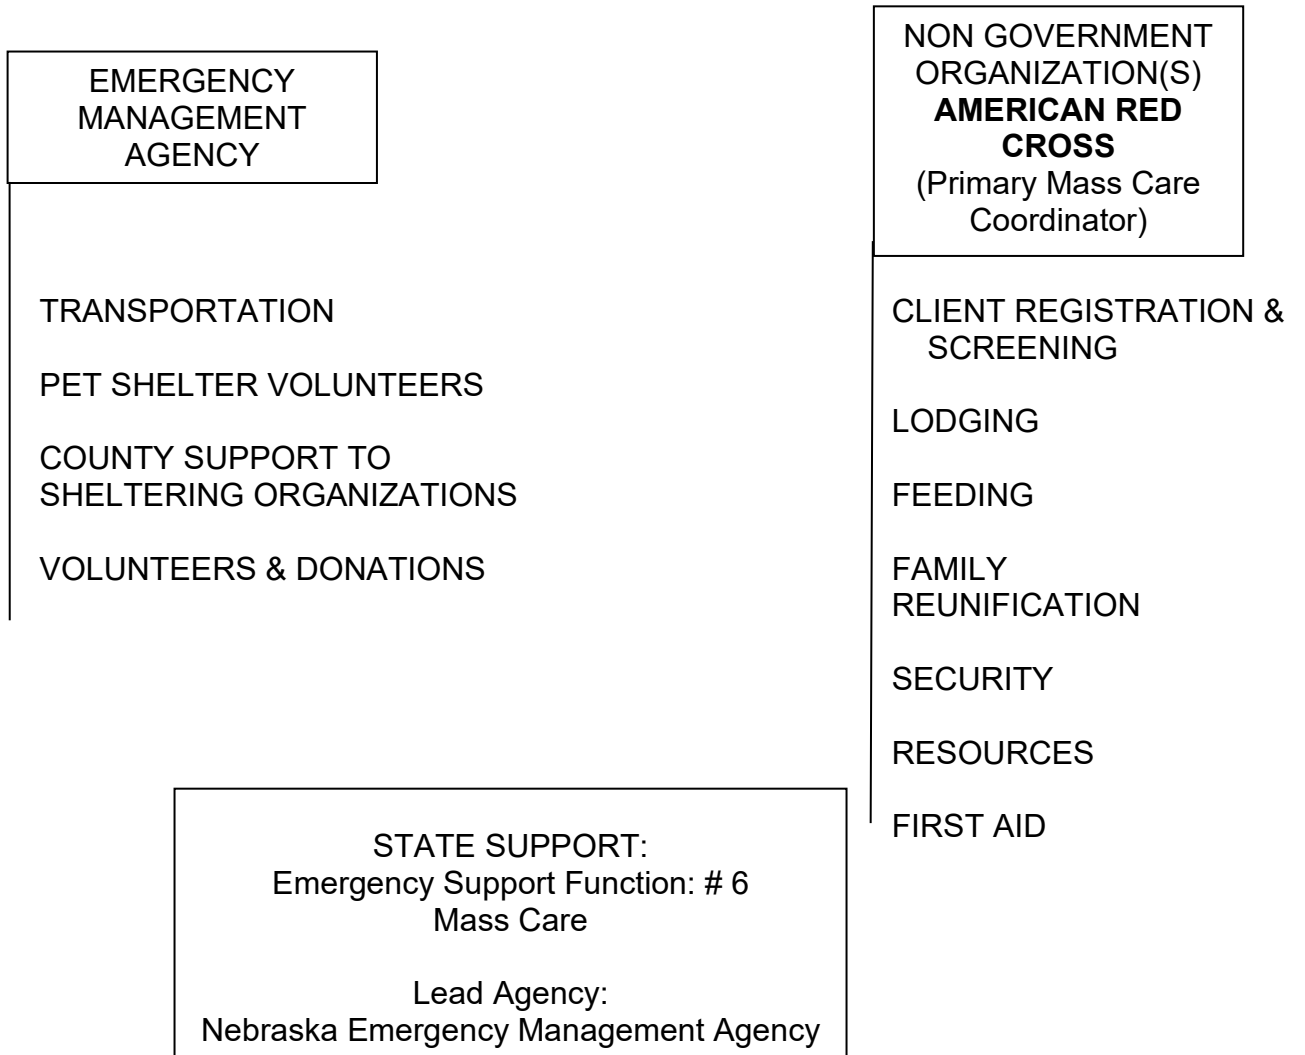 EMERGENCY
MANAGEMENT
AGENCY
TRANSPORTATION
PET SHELTER VOLUNTEERS
COUNTY SUPPORT TO
SHELTERING ORGANIZATIONS
VOLUNTEERS & DONATIONS
NON GOVERNMENT
ORGANIZATION(S)
AMERICAN RED
CROSS
(Primary Mass Care
Coordinator)
CLIENT REGISTRATION &
SCREENING
LODGING
FEEDING
FAMILY
REUNIFICATION
SECURITY
RESOURCES
FIRST AID
STATE SUPPORT:
Emergency Support Function: # 6
Mass Care
Lead Agency:
Nebraska Emergency Management Agency